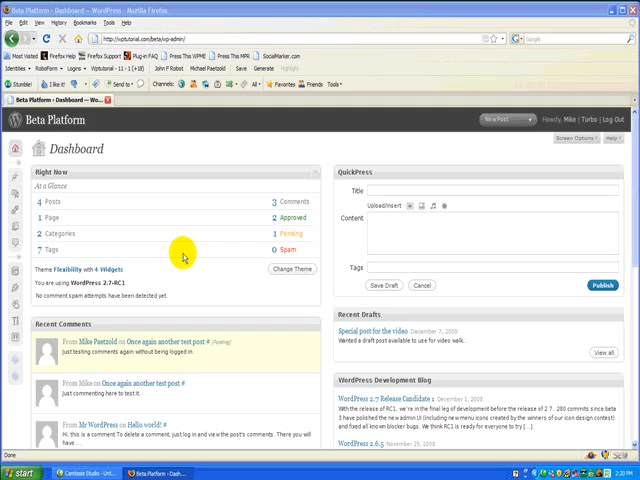 Beta Platform › Dashboard — WordPress - Mozilla Firefox
File Edit View History Bookmarks Tools Help
http://wptutorial.com/beta/wp-admin/
Google
Most Visited Firefox Help Firefox Support Plug-in FAQ Press This WPME Press This MPR SocialMarker.com
Identities RoboForm Logins Wptutorial - 11 - 1 (+18) John P Robot Michael Paetzold Save Generate
Stumble! I like it! Send to Channels: All Favorites Friends Tools
Beta Platform › Dashboard — Wo...
Beta Platform
New Post
Howdy, Mike | Turbo | Log Out
Screen Options Help
Dashboard
Right Now
At a Glance
4 Posts 3 Comments
1 Page 2 Approved
2 Categories 1 Pending
7 Tags 0 Spam
Theme Flexibility with 4 Widgets
Change Theme
You are using WordPress 2.7-RC1.
No comment spam attempts have been detected yet.
Recent Comments
From Mike Paetzold on Once again another test post # [Pending]
Just testing comments again without being logged in.
From Mike on Once again another test post #
Just commenting here to test it.
From Mr WordPress on Hello world! #
Hi, this is a comment.To delete a comment, just log in and view the post's comments. There you will
have ...
QuickPress
Title
Upload/Insert
Content
Tags
Save Draft Cancel Publish
Recent Drafts
Special post for the video December 7, 2008
Wanted a draft post available to use for video walk...
View all
WordPress Development Blog
WordPress 2.7 Release Candidate 1 December 1, 2008
With the release of RC1, we're in the final leg of development before the release of 2.7. 280 commits since beta
3 have polished the new admin UI (including new menu icons created by the winners of our icon design contest)
and fixed all known blocker bugs. We think RC1 is ready for everyone to try [...]
WordPress 2.6.5 November 25, 2008
Done
start
Camtasia Studio - Unt...
Beta Platform › Dash...
2:20 PM